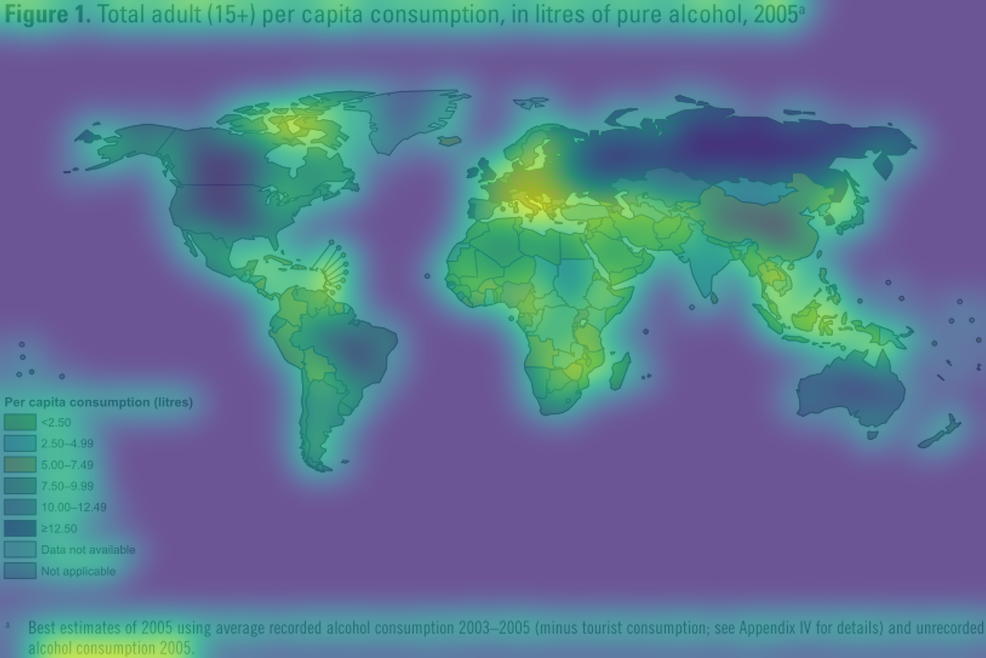 Figure 1. Total adult (15+) per capita consumption, in litres of pure alcohol, 2005ª
Per capita consumption (litres)
<2.50
2.50–4.99
5.00–7.49
7.50–9.99
10.00–12.49
≥12.50
Data not available
Not applicable
ª Best estimates of 2005 using average recorded alcohol consumption 2003–2005 (minus tourist consumption; see Appendix IV for details) and unrecorded
alcohol consumption 2005.